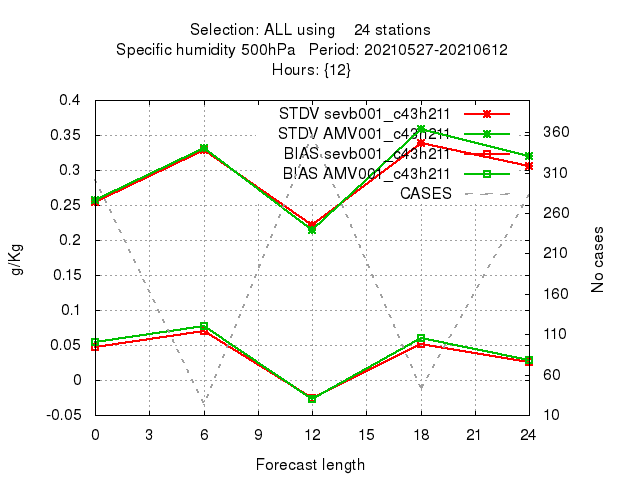 Selection: ALL using 24 stations
Specific humidity 500hPa Period: 20210527-20210612
Hours: {12}
STDV sevb001_c43h211
STDV AMV001_c43h211
BIAS sevb001_c43h211
BIAS AMV001_c43h211
CASES
g/Kg
0.4
0.35
0.3
0.25
0.2
0.15
0.1
0.05
0
-0.05
360
310
260
210
160
110
60
10
No cases
0 3 6 9 12 15 18 21 24
Forecast length